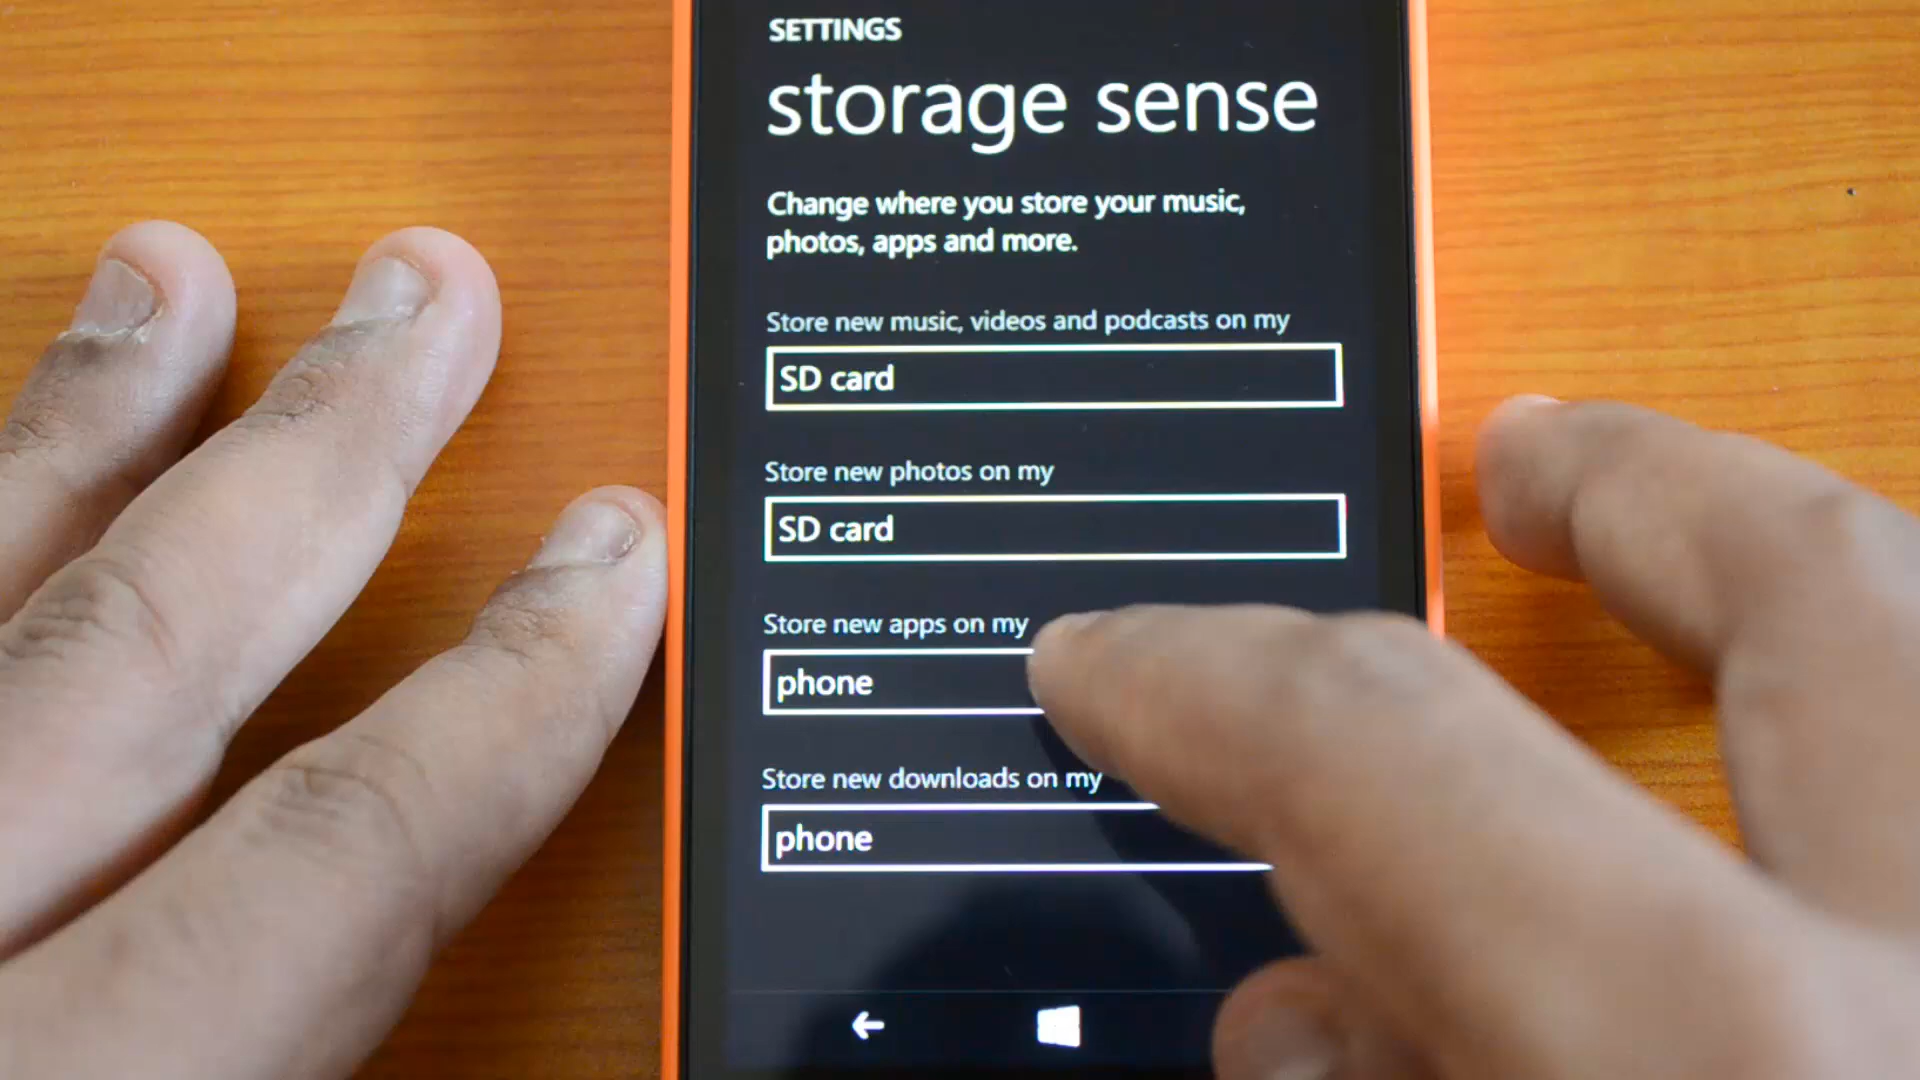 SETTINGS
storage sense
Change where you store your music,
photos, apps and more.
Store new music, videos and podcasts on my
SD card
Store new photos on my
SD card
Store new apps on my
phone
Store new downloads on my
phone